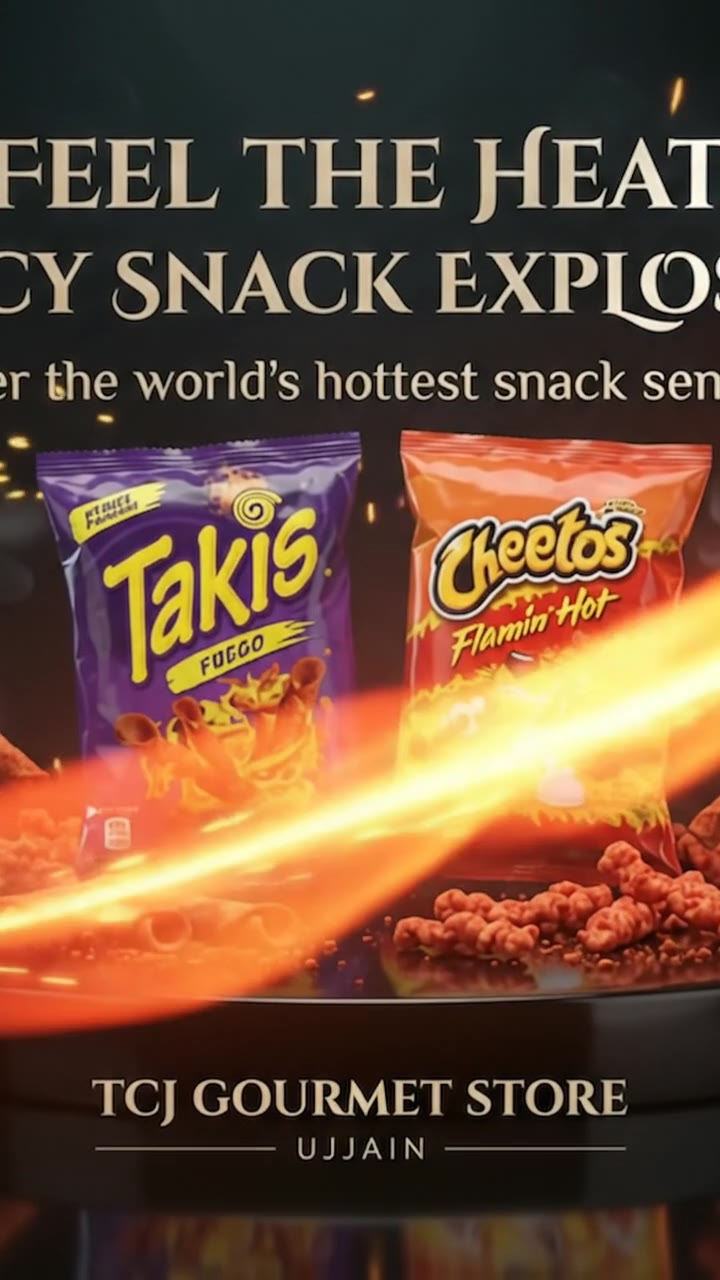 FEEL THE HEAT
CY SNACK EXPLOS
er the world's hottest snack sen
Takis
FUEGO
Cheetos
Flamin' Hot
TCJ GOURMET STORE
UJJAIN